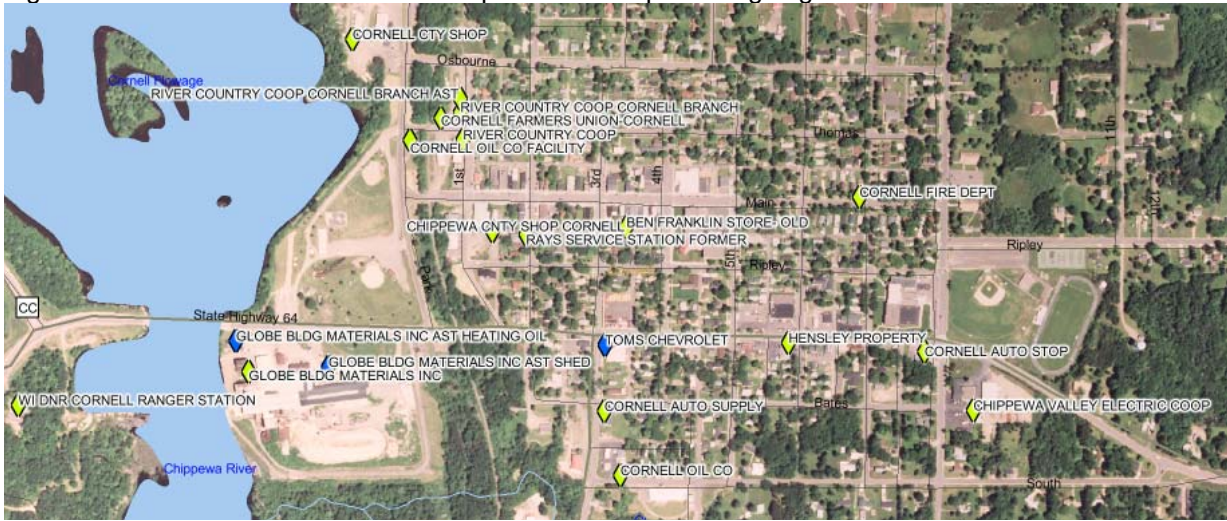 CORNELL CTY SHOP
Osbourne
Cornell Flowage
RIVER COUNTRY COOP CORNELL BRANCH AST
RIVER COUNTRY COOP CORNELL BRANCH
CORNELL FARMERS UNION-CORNELL
RIVER COUNTRY COOP
Thomas
11th
CORNELL OIL CO FACILITY
1st
3rd
4th
12th
CORNELL FIRE DEPT
Main
CHIPPEWA CNTY SHOP CORNELL
BEN FRANKLIN STORE- OLD
RAYS SERVICE STATION FORMER
Ripley
5th
Ripley
Park
CC
State Highway 64
GLOBE BLDG MATERIALS INC AST HEATING OIL
TOMS CHEVROLET
HENSLEY PROPERTY
CORNELL AUTO STOP
GLOBE BLDG MATERIALS INC AST SHED
GLOBE BLDG MATERIALS INC
WI DNR CORNELL RANGER STATION
CORNELL AUTO SUPPLY
Bates
CHIPPEWA VALLEY ELECTRIC COOP
Chippewa River
CORNELL OIL CO
South